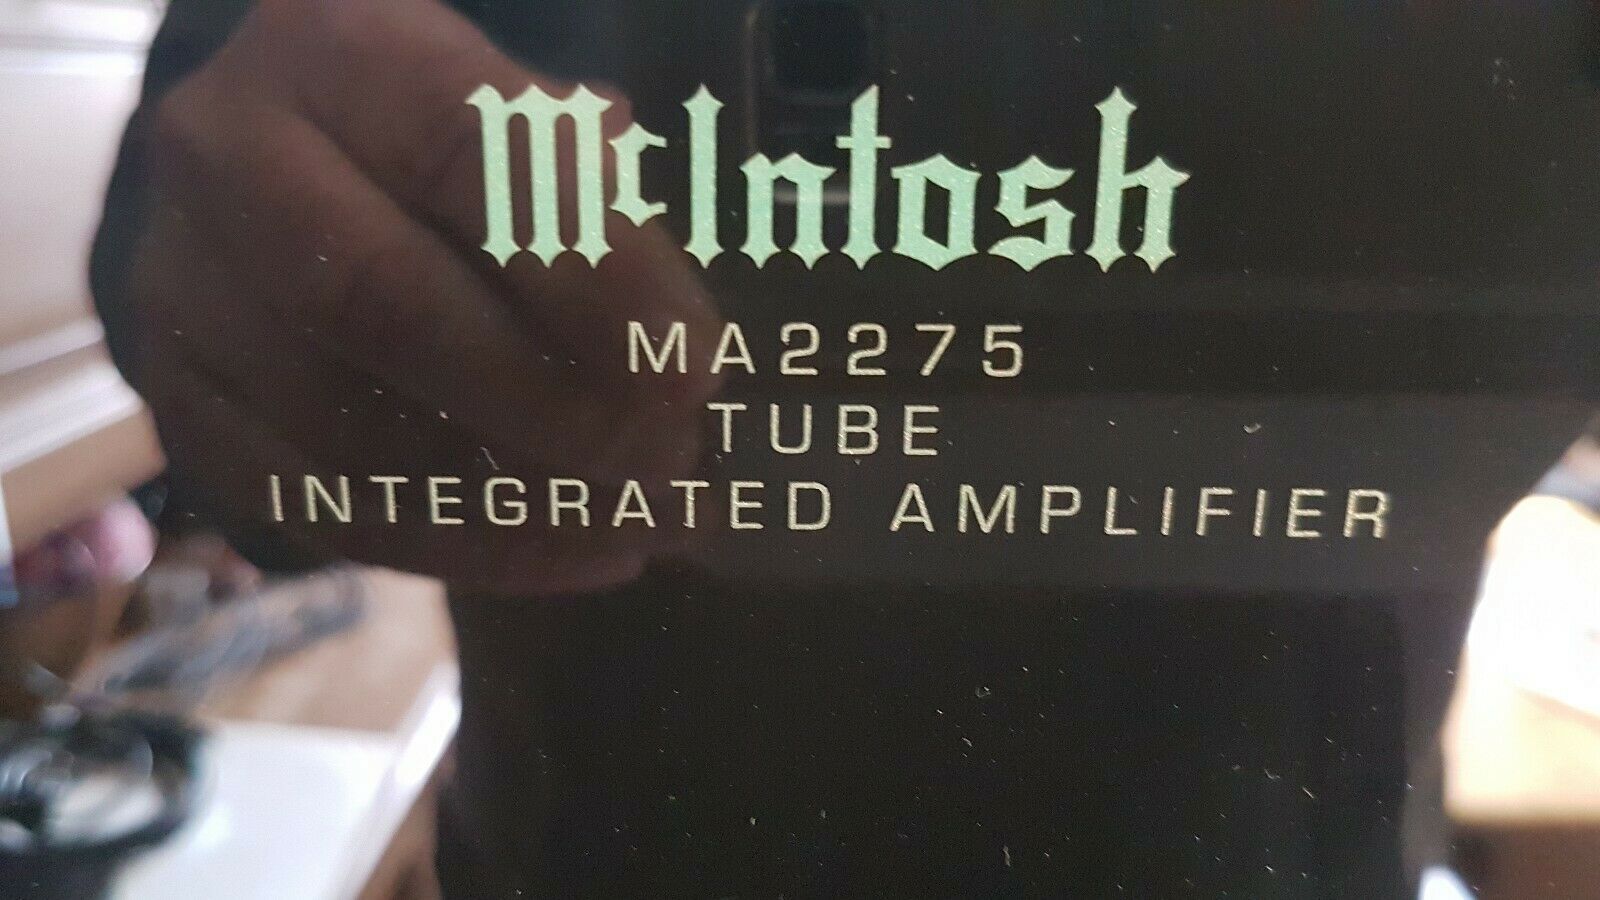 McIntosh
MA2275
TUBE
INTEGRATED AMPLIFIER